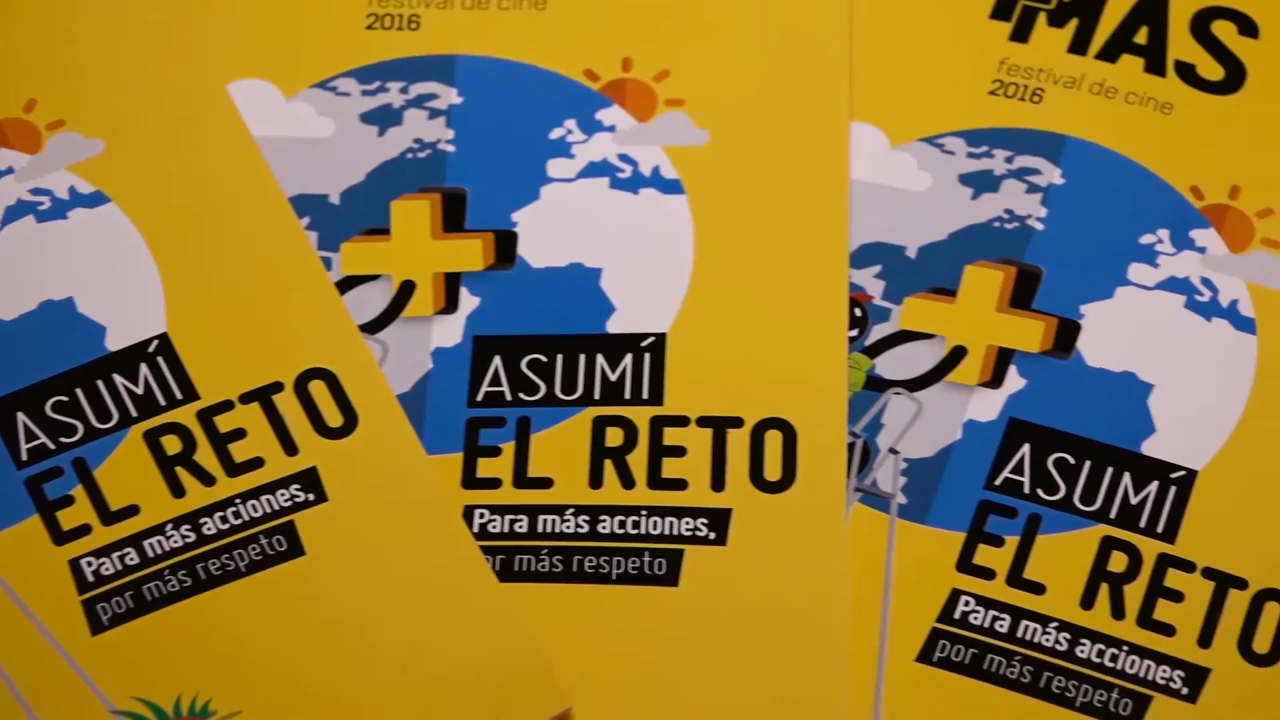 ASUMÍ
EL RETO
Para más acciones,
por más respeto
festival de cine
2016
ASUMÍ
EL RETO
Para más acciones,
por más respeto
MAS
festival de cine
2016
ASUMÍ
EL RETO
Para más acciones,
por más respeto